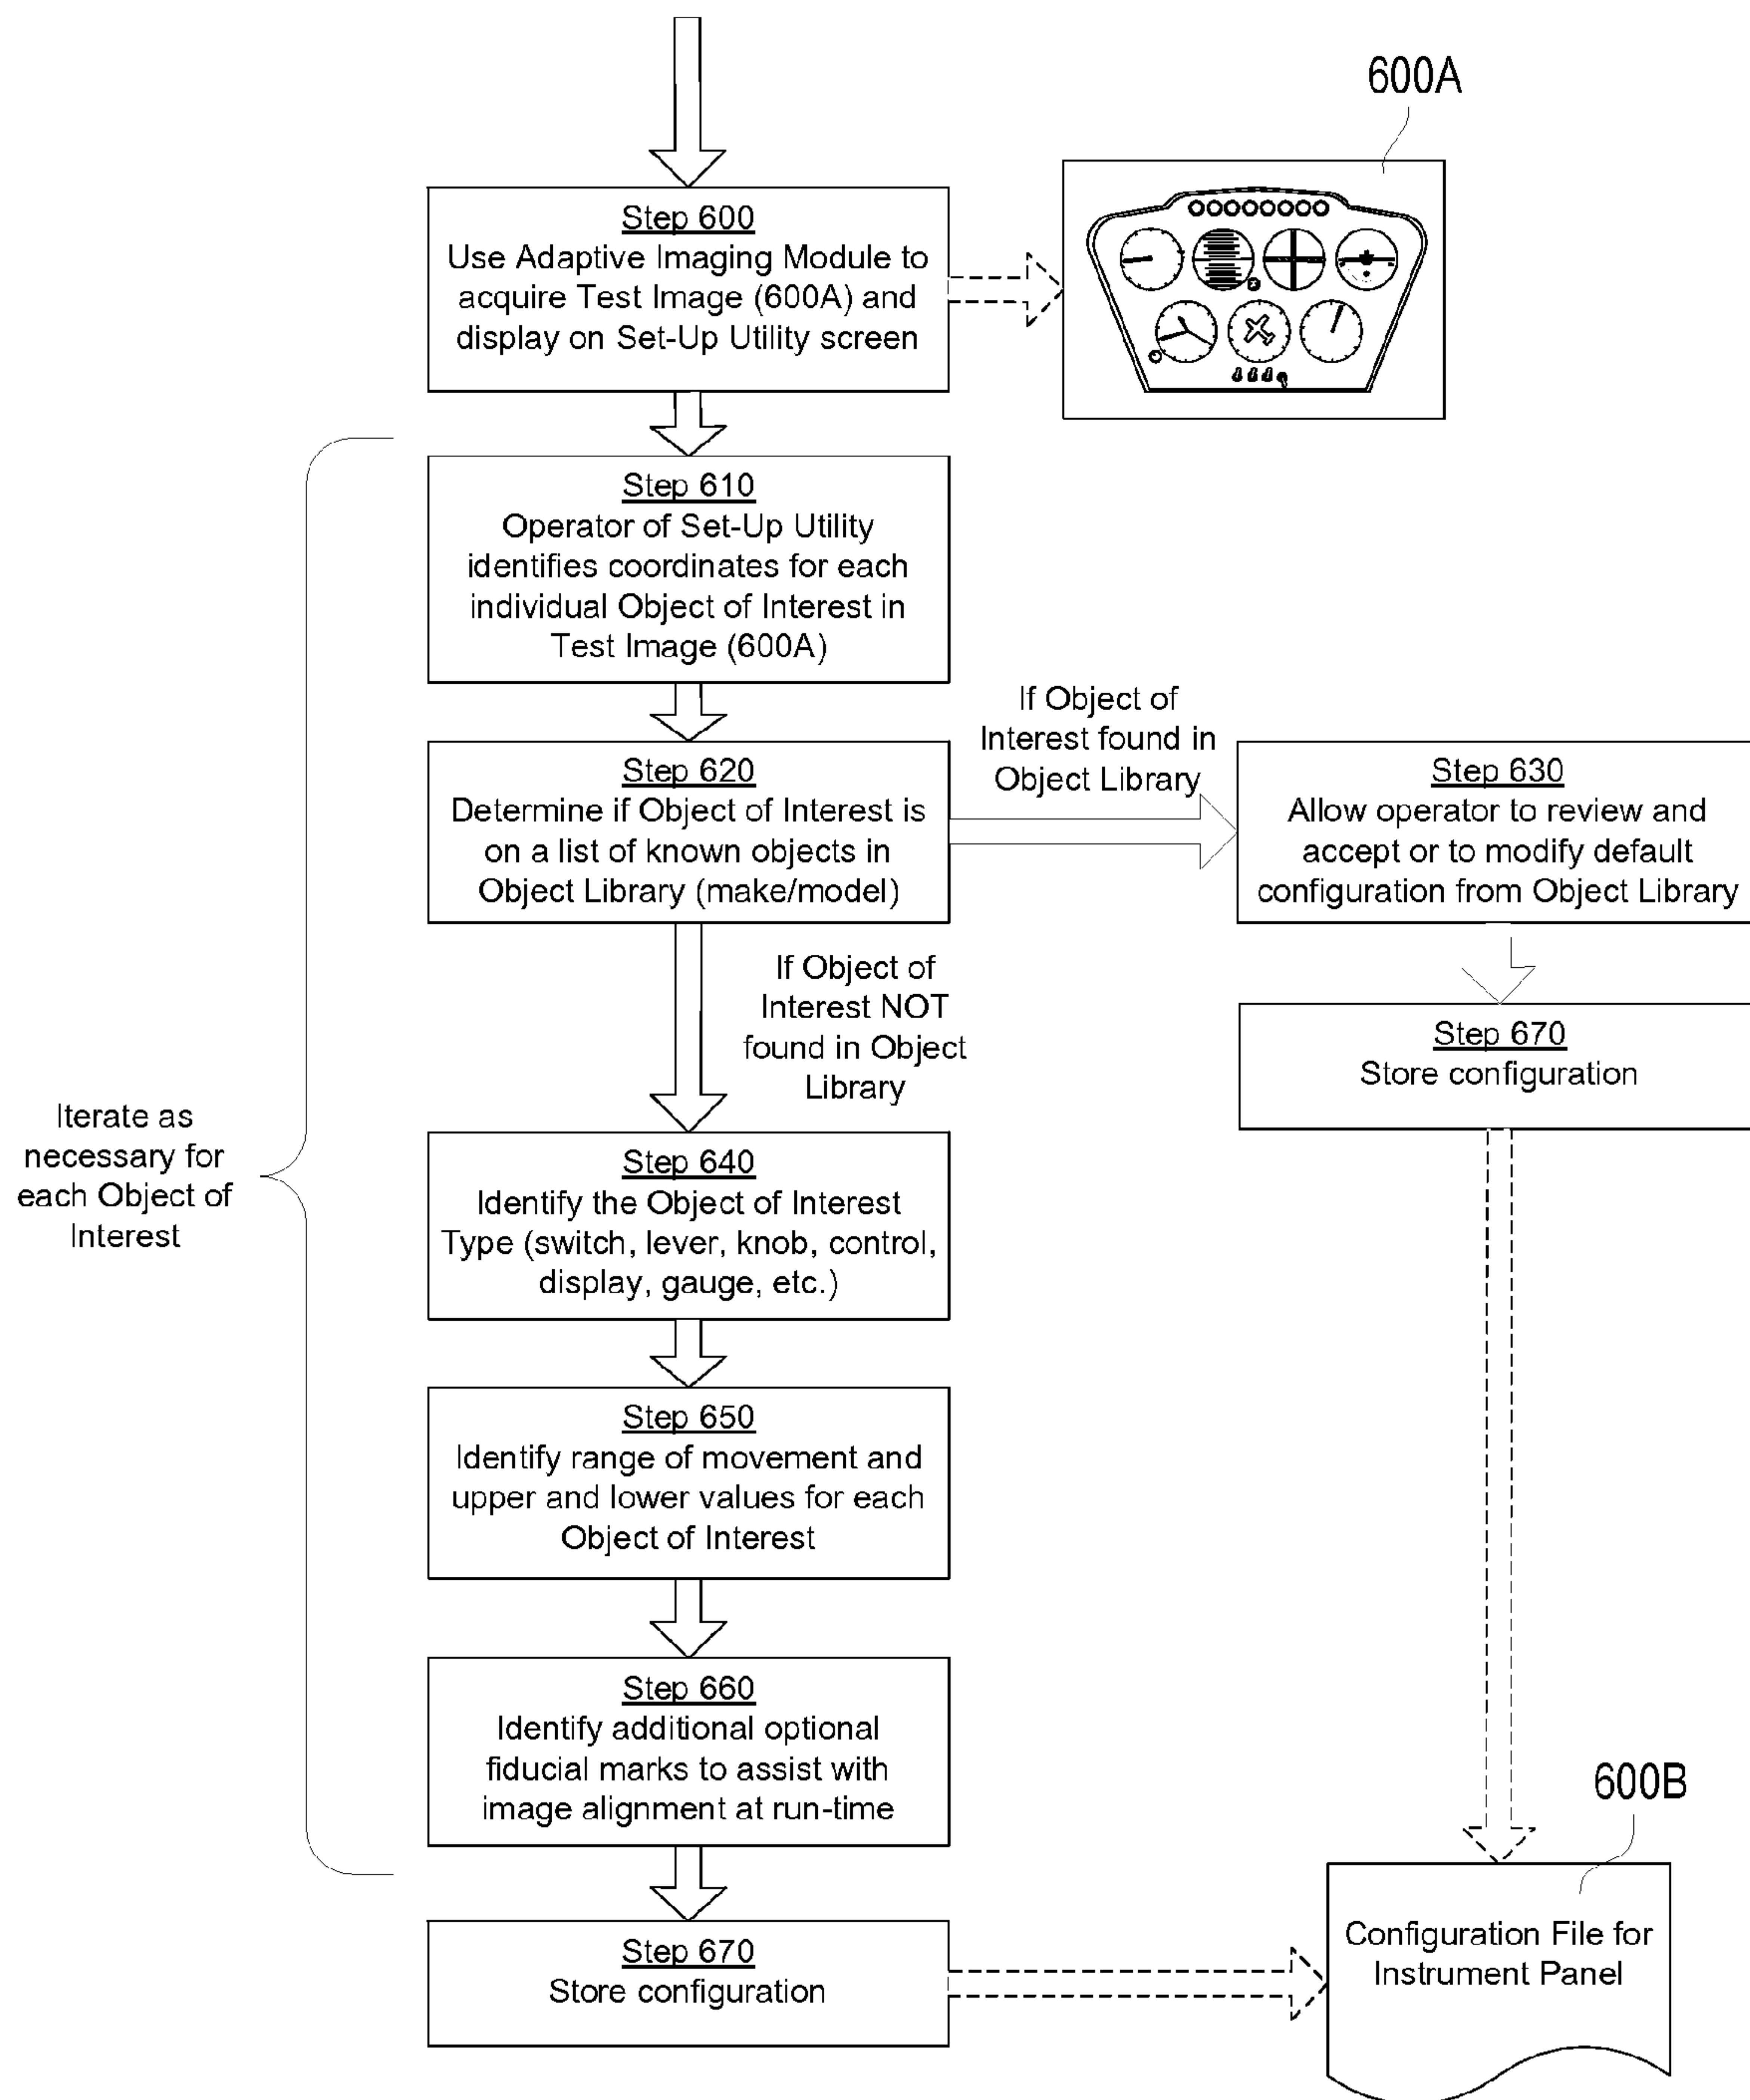 600A
Step 600
Use Adaptive Imaging Module to
acquire Test Image (600A) and
display on Set-Up Utility screen
Step 610
Operator of Set-Up Utility
identifies coordinates for each
individual Object of Interest in
Test Image (600A)
If Object of
Interest found in
Object Library
Step 620
Determine if Object of Interest is
on a list of known objects in
Object Library (make/model)
Step 630
Allow operator to review and
accept or to modify default
configuration from Object Library
If Object of
Interest NOT
found in Object
Library
Step 670
Store configuration
Iterate as
necessary for
each Object of
Interest
Step 640
Identify the Object of Interest
Type (switch, lever, knob, control,
display, gauge, etc.)
Step 650
Identify range of movement and
upper and lower values for each
Object of Interest
Step 660
Identify additional optional
fiducial marks to assist with
image alignment at run-time
600B
Step 670
Store configuration
Configuration File for
Instrument Panel